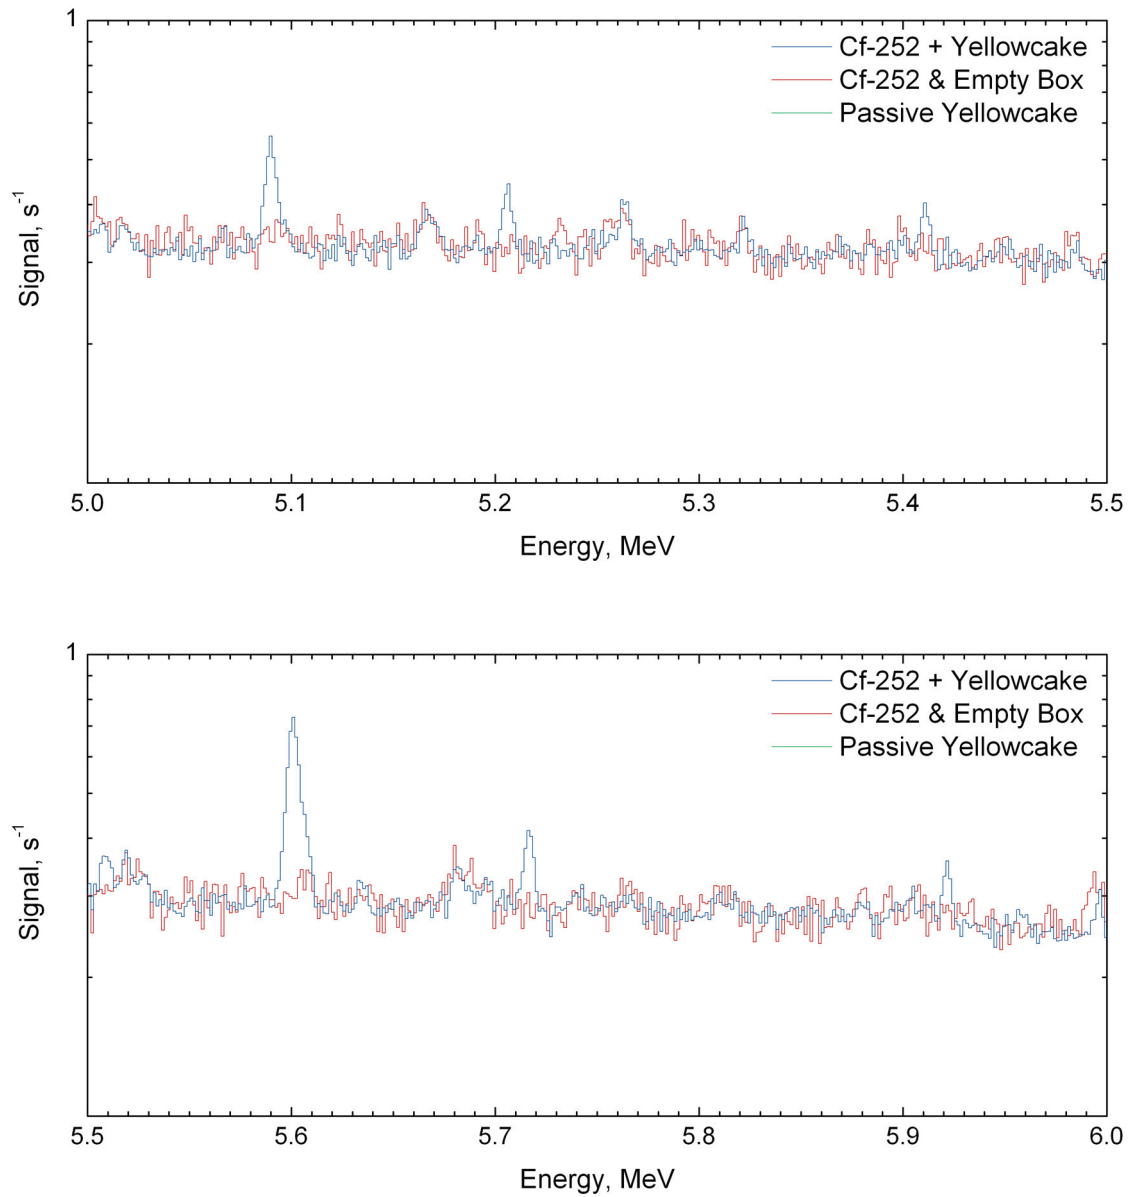 1
Cf-252 + Yellowcake
Cf-252 & Empty Box
Passive Yellowcake
Signal, s⁻¹
5.0 5.1 5.2 5.3 5.4 5.5
Energy, MeV
1
Cf-252 + Yellowcake
Cf-252 & Empty Box
Passive Yellowcake
Signal, s⁻¹
5.5 5.6 5.7 5.8 5.9 6.0
Energy, MeV